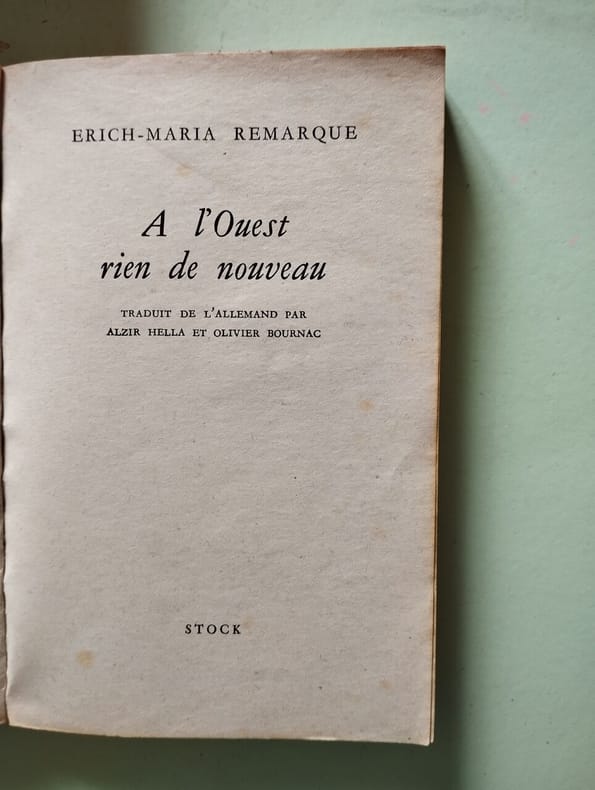 ERICH-MARIA REMARQUE
A l'Ouest
rien de nouveau
TRADUIT DE L'ALLEMAND PAR
ALZIR HELLA ET OLIVIER BOURNAC
STOCK